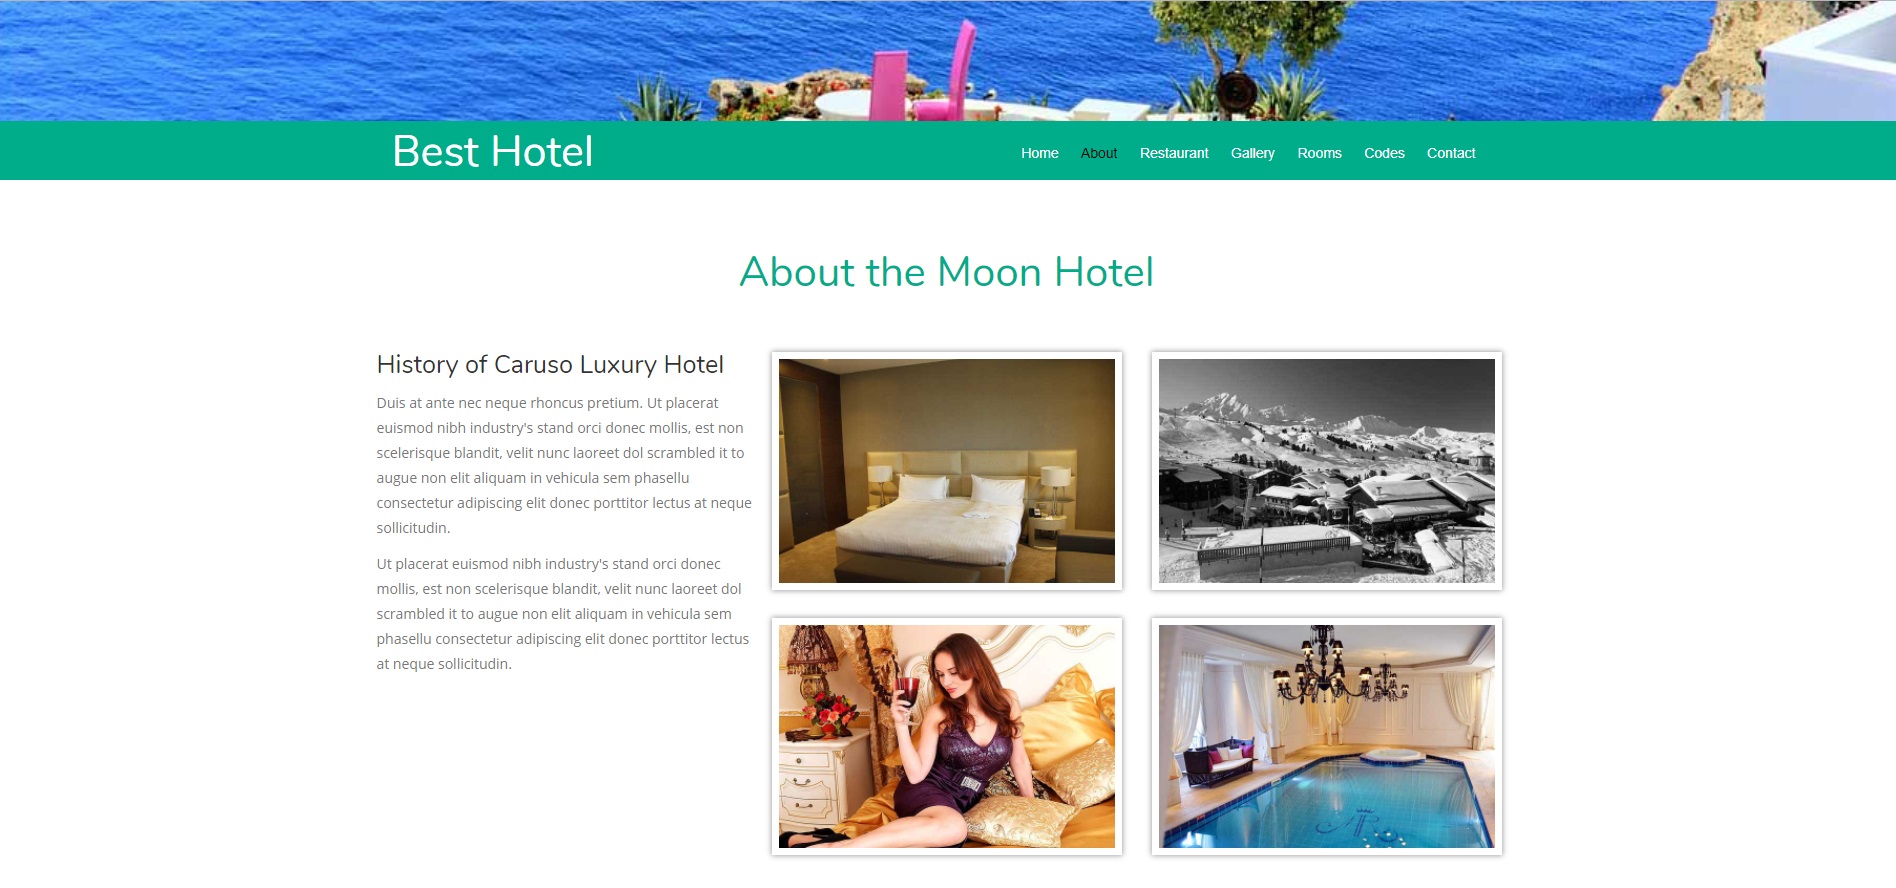 Best Hotel
Home About Restaurant Gallery Rooms Codes Contact
About the Moon Hotel
History of Caruso Luxury Hotel
Duis at ante nec neque rhoncus pretium. Ut placerat
euismod nibh industry's stand orci donec mollis, est non
scelerisque blandit, velit nunc laoreet dol scrambled it to
augue non elit aliquam in vehicula sem phasellu
consectetur adipiscing elit donec porttitor lectus at neque
sollicitudin.
Ut placerat euismod nibh industry's stand orci donec
mollis, est non scelerisque blandit, velit nunc laoreet dol
scrambled it to augue non elit aliquam in vehicula sem
phasellu consectetur adipiscing elit donec porttitor lectus
at neque sollicitudin.